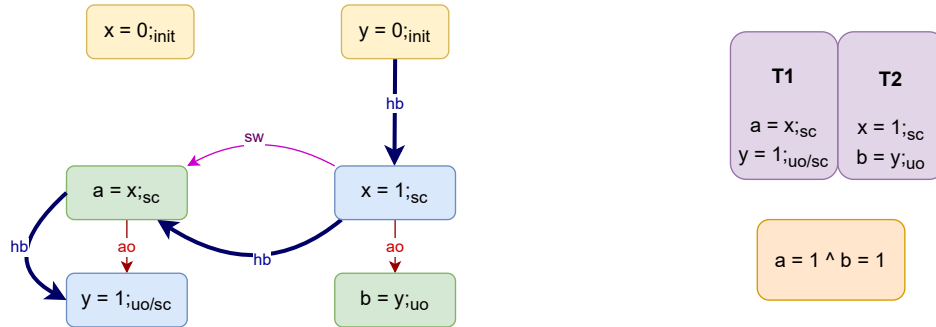 x = 0;init
y = 0;init
hb
sw
a = x;sc
x = 1;sc
hb
ao
hb
ao
y = 1;uo/sc
b = y;uo
T1
a = x;sc
y = 1;uo/sc
T2
x = 1;sc
b = y;uo
a = 1 ^ b = 1